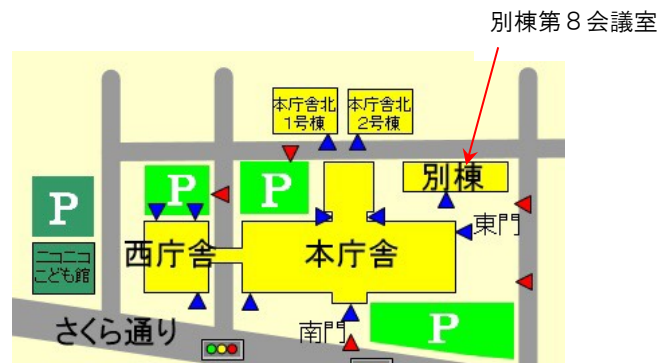 別棟第８会議室
本庁舎北
1号棟
本庁舎北
2号棟
P
P
P
別棟
ニコニコ
こども館
西庁舎
本庁舎
東門
さくら通り
南門
P